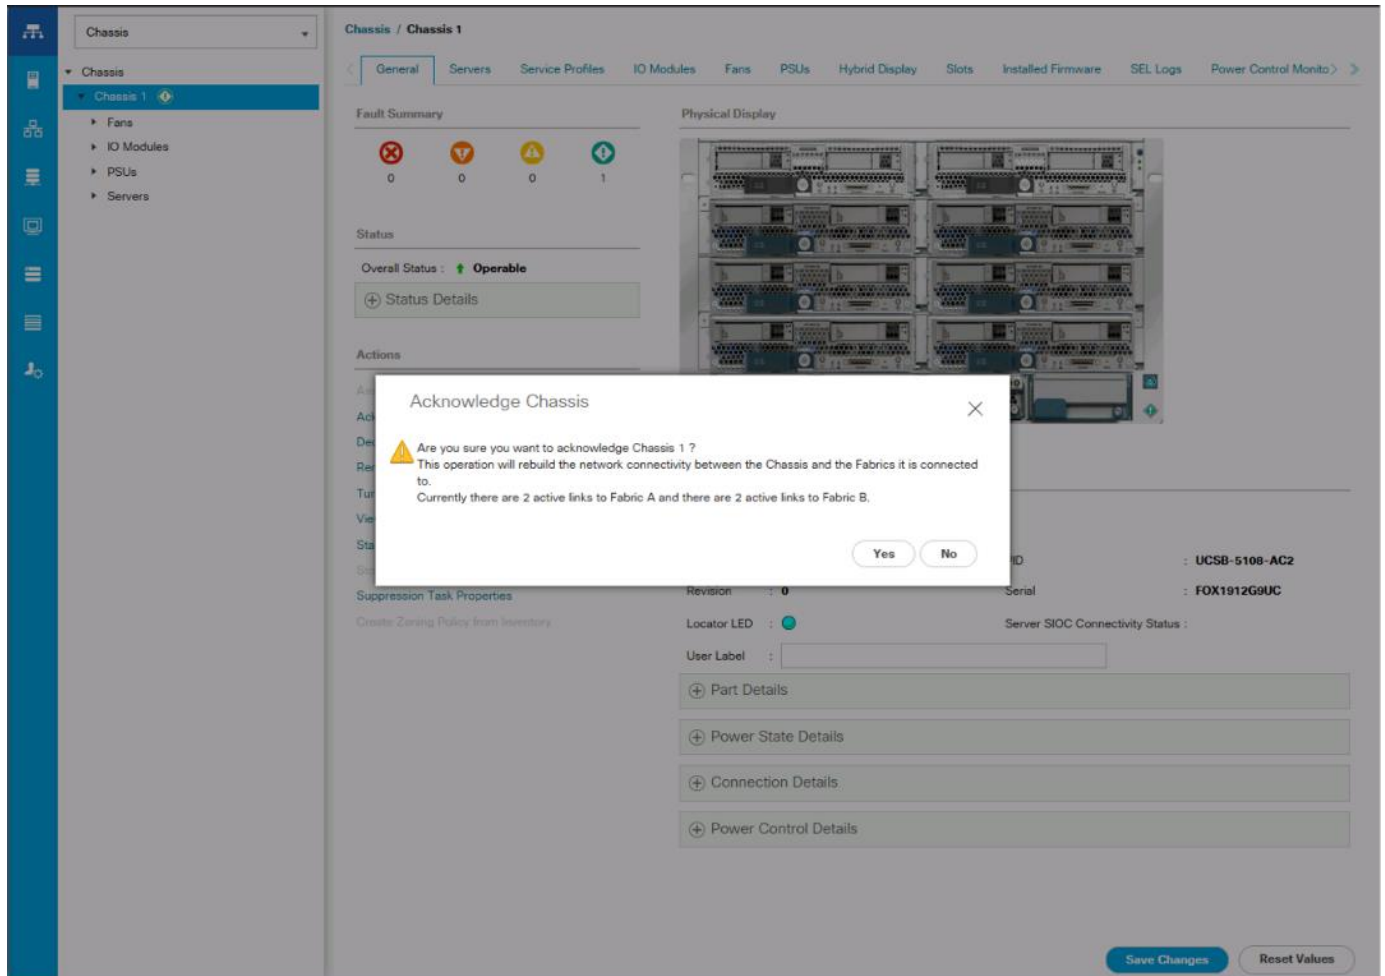 Chassis
Chassis / Chassis 1
Chassis
Chassis 1
Fans
IO Modules
PSUs
Servers
General Servers Service Profiles IO Modules Fans PSUs Hybrid Display Slots Installed Firmware SEL Logs Power Control Monito
Fault Summary
0 0 0 1
Status
Overall Status : Operable
Status Details
Actions
Physical Display
Acknowledge Chassis
Are you sure you want to acknowledge Chassis 1 ?
This operation will rebuild the network connectivity between the Chassis and the Fabrics it is connected
to.
Currently there are 2 active links to Fabric A and there are 2 active links to Fabric B.
Yes No
Suppression Task Properties
Create Zoning Policy from Inventory
: UCSB-5108-AC2
Revision : 0 Serial : FOX1912G9UC
Locator LED : Server SIOC Connectivity Status :
User Label :
Part Details
Power State Details
Connection Details
Power Control Details
Save Changes Reset Values